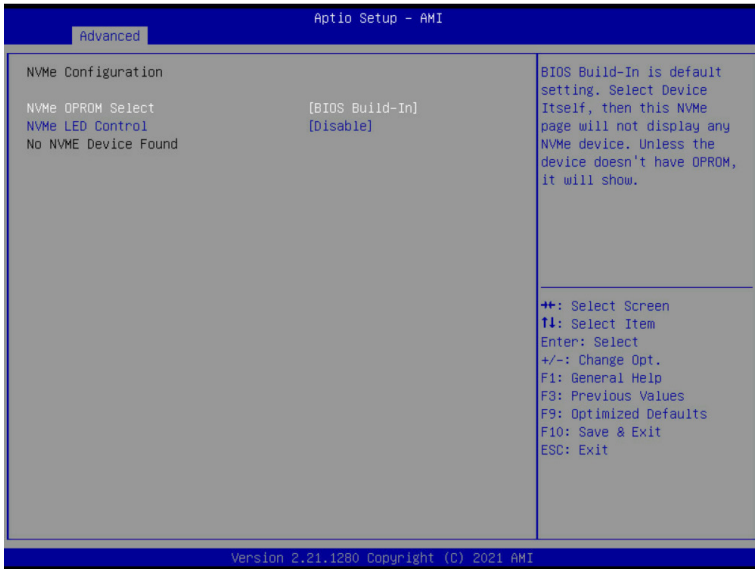 Aptio Setup – AMI
Advanced
NVMe Configuration
NVMe OPROM Select [BIOS Build-In]
NVMe LED Control [Disable]
No NVME Device Found
BIOS Build-In is default
setting. Select Device
Itself, then this NVMe
page will not display any
NVMe device. Unless the
device doesn't have OPROM,
it will show.
→←: Select Screen
↑↓: Select Item
Enter: Select
+/-: Change Opt.
F1: General Help
F3: Previous Values
F9: Optimized Defaults
F10: Save & Exit
ESC: Exit
Version 2.21.1280 Copyright (C) 2021 AMI